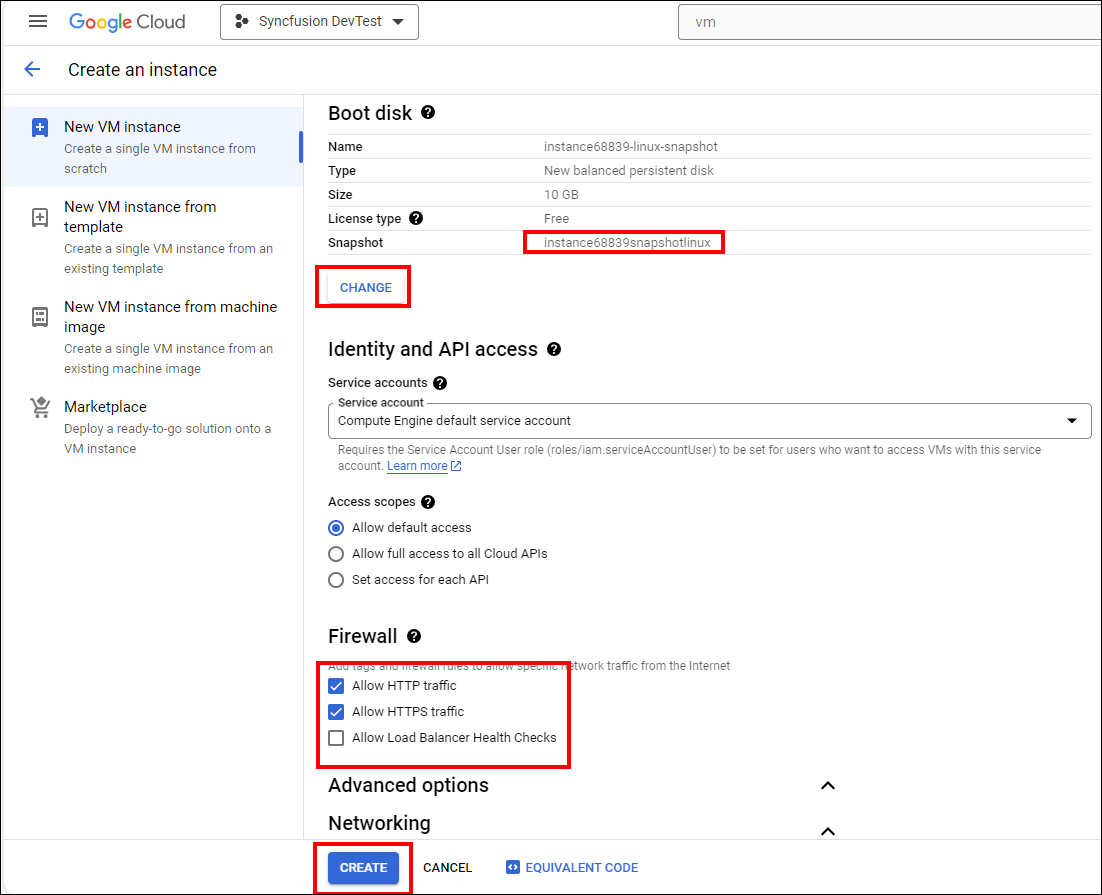 Google Cloud
Syncfusion DevTest
vm
Create an instance
New VM instance
Create a single VM instance from
scratch
New VM instance from
template
Create a single VM instance from an
existing template
New VM instance from machine
image
Create a single VM instance from an
existing machine image
Marketplace
Deploy a ready-to-go solution onto a
VM instance
Boot disk
Name instance68839-linux-snapshot
Type New balanced persistent disk
Size 10 GB
License type Free
Snapshot instance68839snapshotlinux
CHANGE
Identity and API access
Service accounts
Service account
Compute Engine default service account
Requires the Service Account User role (roles/iam.serviceAccountUser) to be set for users who want to access VMs with this service
account. Learn more
Access scopes
Allow default access
Allow full access to all Cloud APIs
Set access for each API
Firewall
Add tags and firewall rules to allow specific network traffic from the Internet
Allow HTTP traffic
Allow HTTPS traffic
Allow Load Balancer Health Checks
Advanced options
Networking
CREATE CANCEL EQUIVALENT CODE